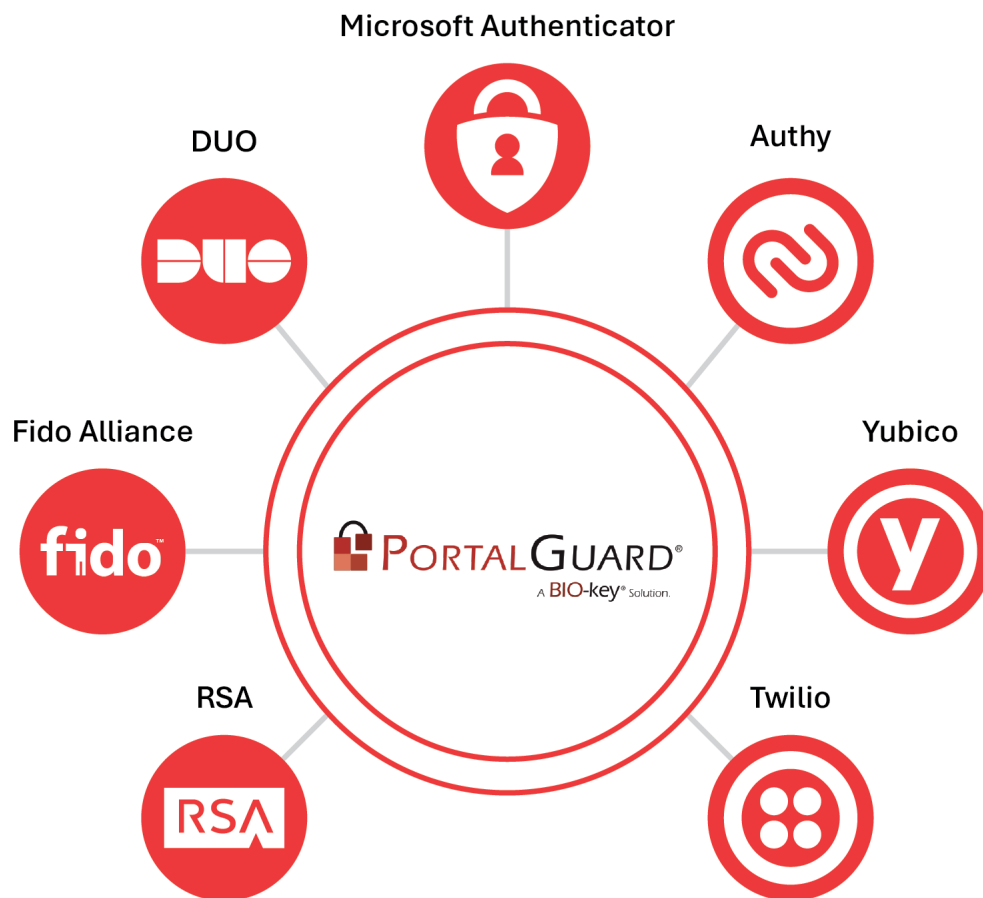 Microsoft Authenticator
DUO
Authy
DUO
Fido Alliance
Yubico
fido™
y
PORTALGUARD®
A BIO-key® Solution.
RSA
Twilio
RSA